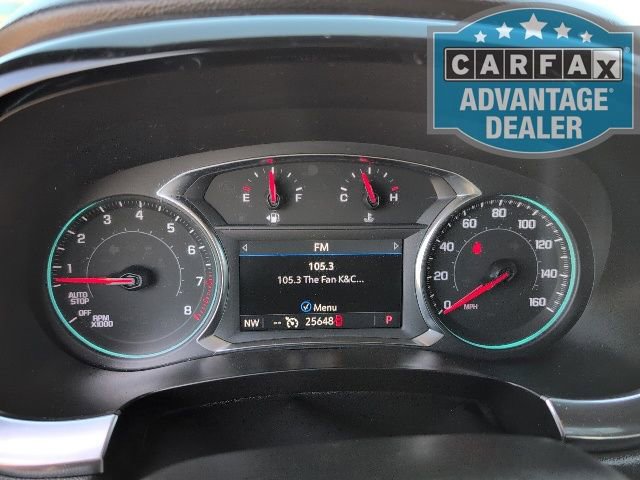 CARFAX
ADVANTAGE
DEALER
E F
C H
1 2 3 4 5 6 7 8
AUTO
STOP
OFF
RPM
X1000
FM
105.3
105.3 The Fan K&C...
Menu
NW -- 25648 P
0 20 40 60 80 100 120 140 160
MPH